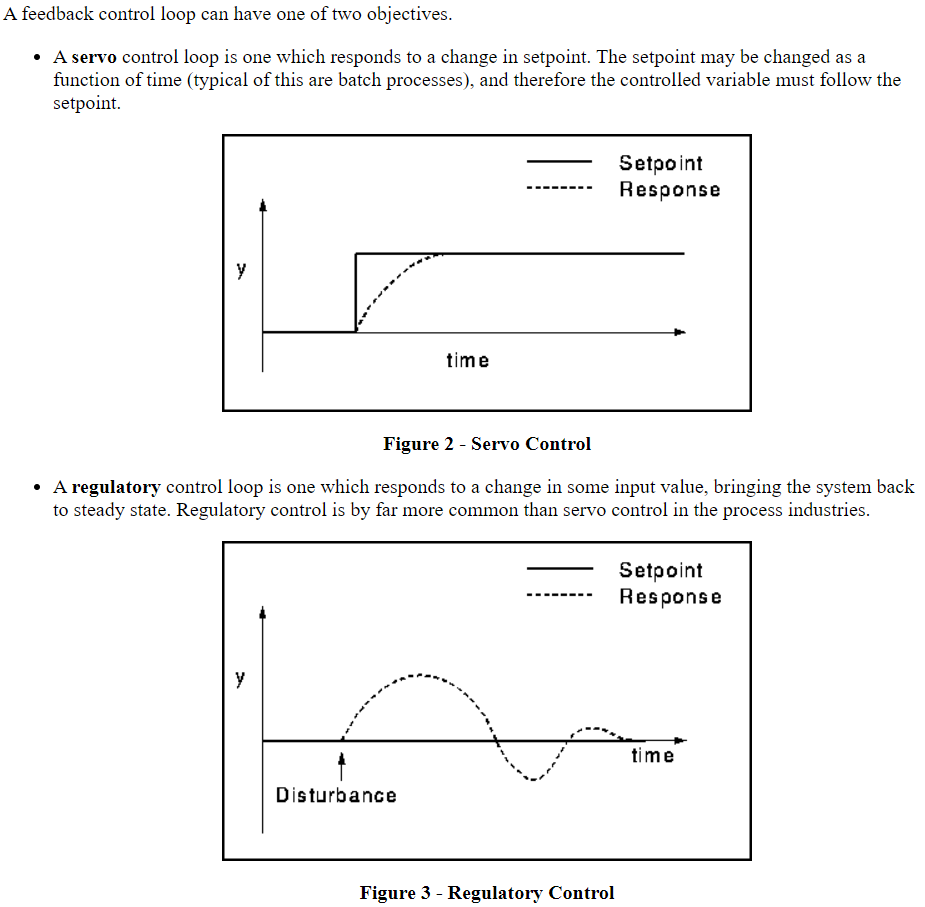 A feedback control loop can have one of two objectives.
• A servo control loop is one which responds to a change in setpoint. The setpoint may be changed as a
function of time (typical of this are batch processes), and therefore the controlled variable must follow the
setpoint.
Setpoint
Response
y
time
Figure 2 - Servo Control
• A regulatory control loop is one which responds to a change in some input value, bringing the system back
to steady state. Regulatory control is by far more common than servo control in the process industries.
Setpoint
Response
y
time
Disturbance
Figure 3 - Regulatory Control